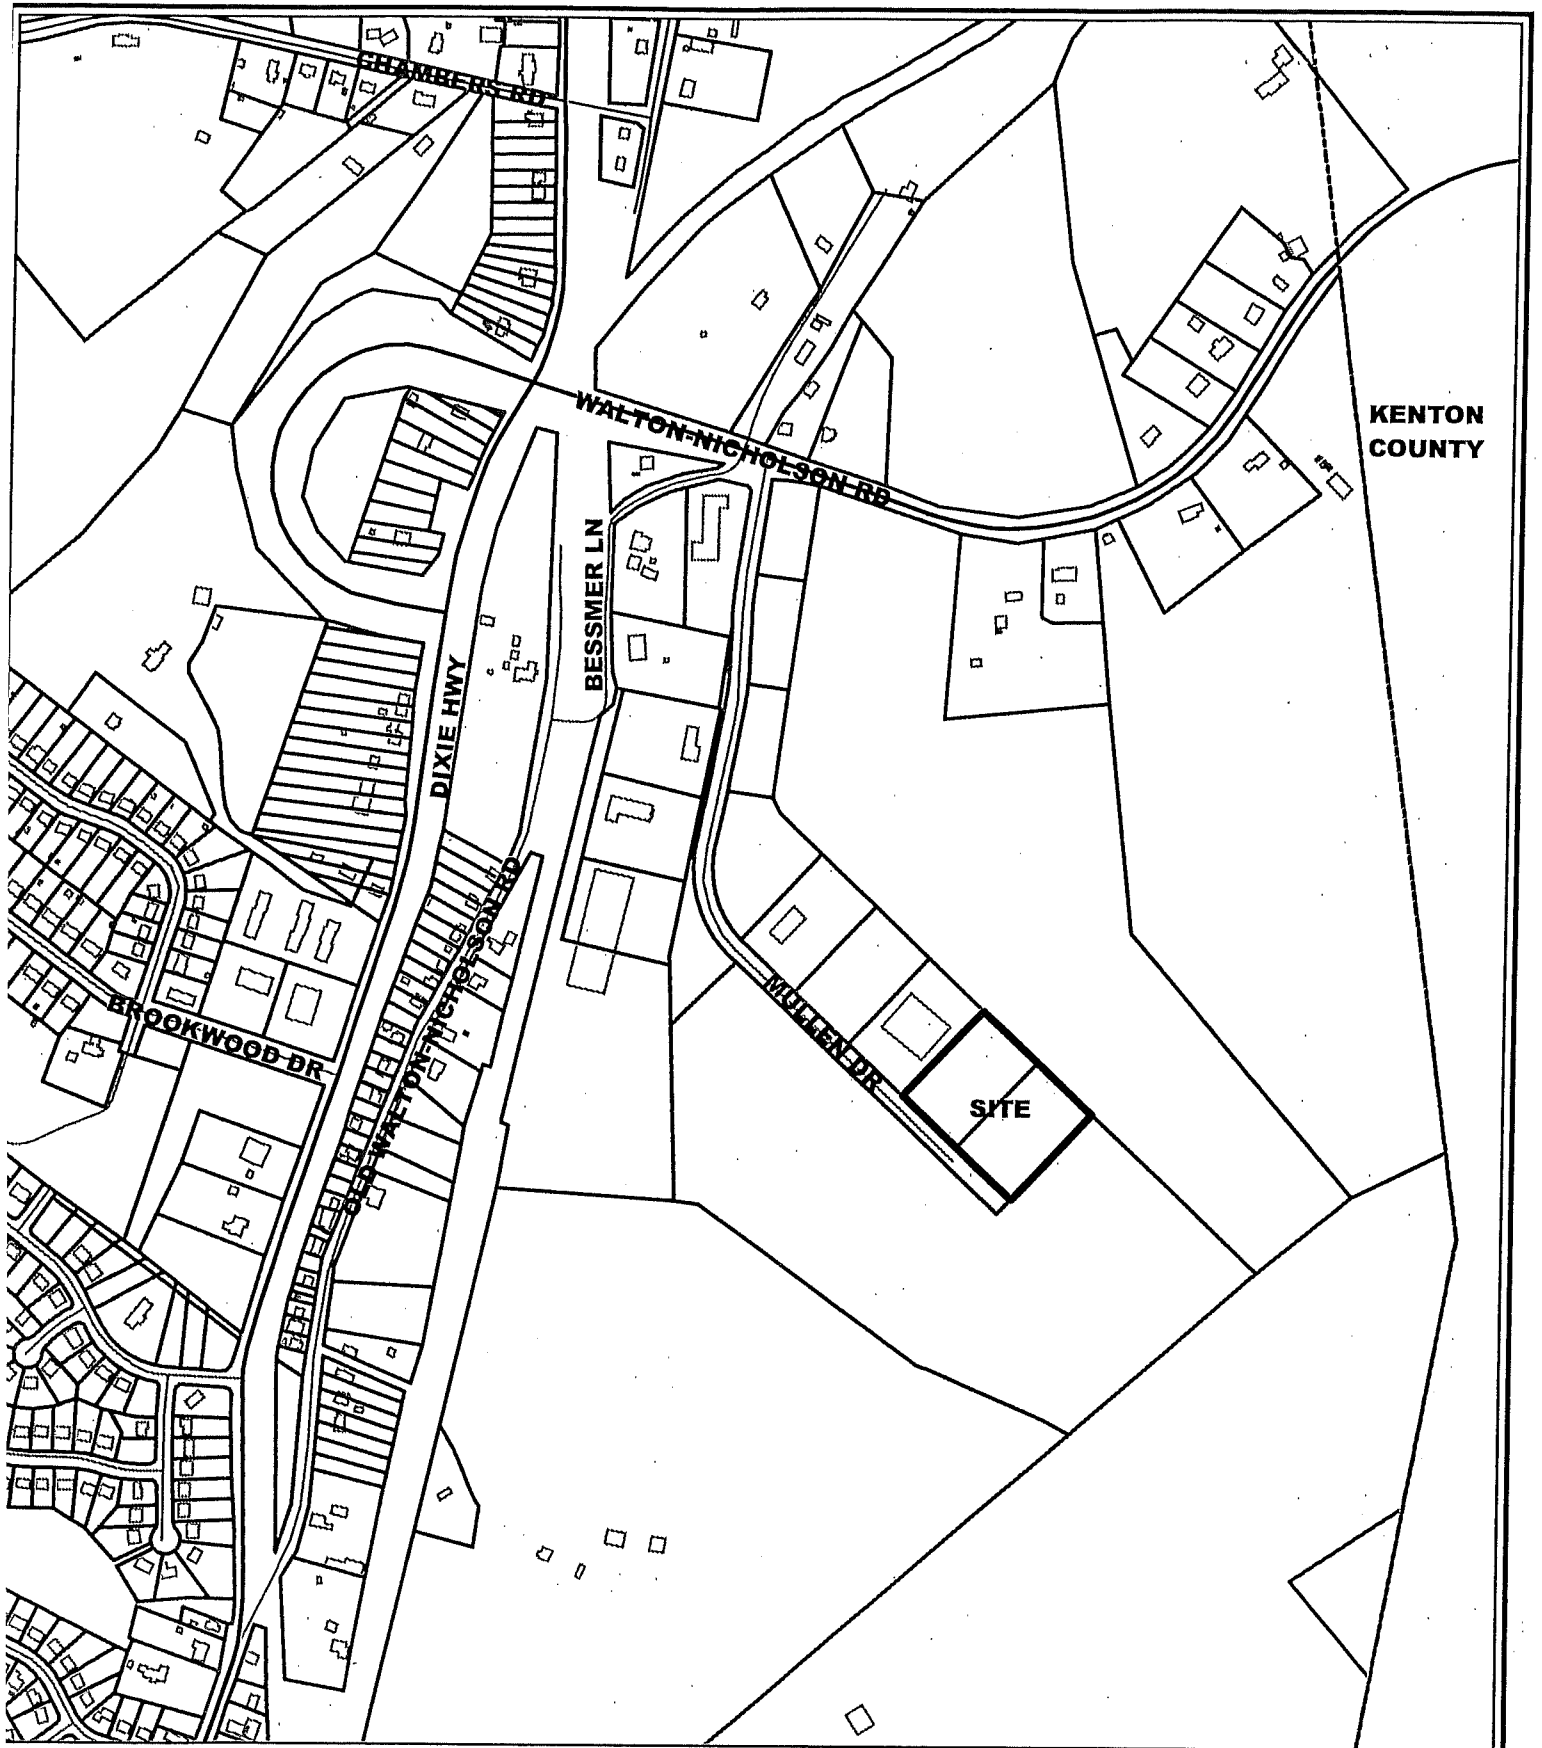 CHAMBERS RD
WALTON-NICHOLSON RD
KENTON
COUNTY
BESSMER LN
DIXIE HWY
OLD WALTON-NICHOLSON RD
MULLEN DR
BROOKWOOD DR
SITE